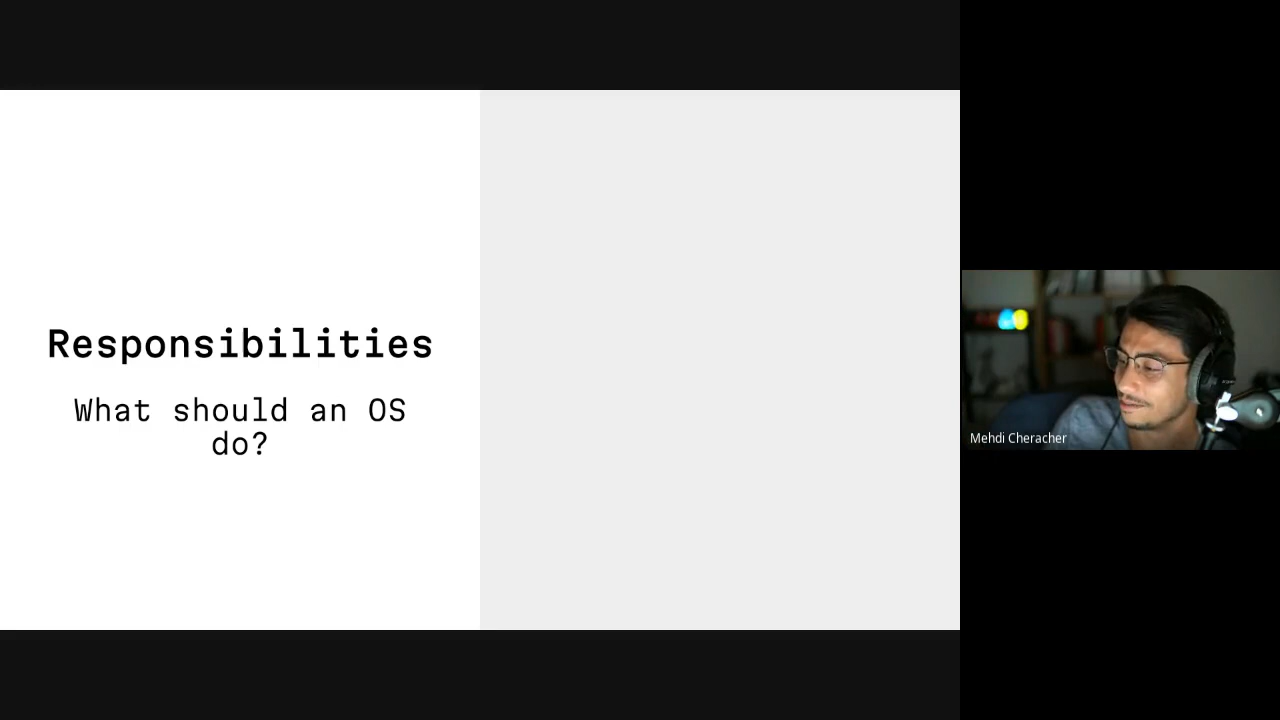 Responsibilities
What should an OS
do?
Mehdi Cheracher